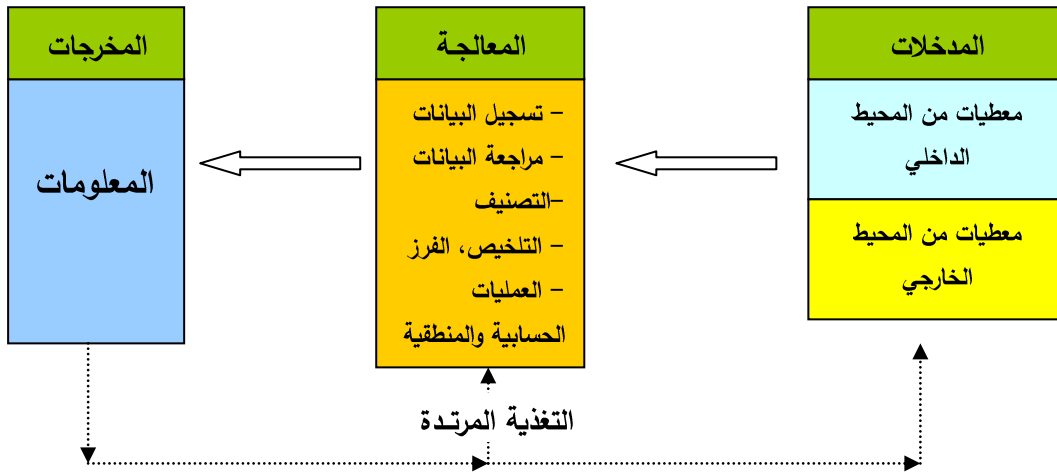 المدخلات
معطيات من المحيط
الداخلي
معطيات من المحيط
الخارجي
المعالجة
- تسجيل البيانات
- مراجعة البيانات
-التصنيف
- التلخيص، الفرز
- العمليات
الحسابية والمنطقية
المخرجات
المعلومات
التغذية المرتدة